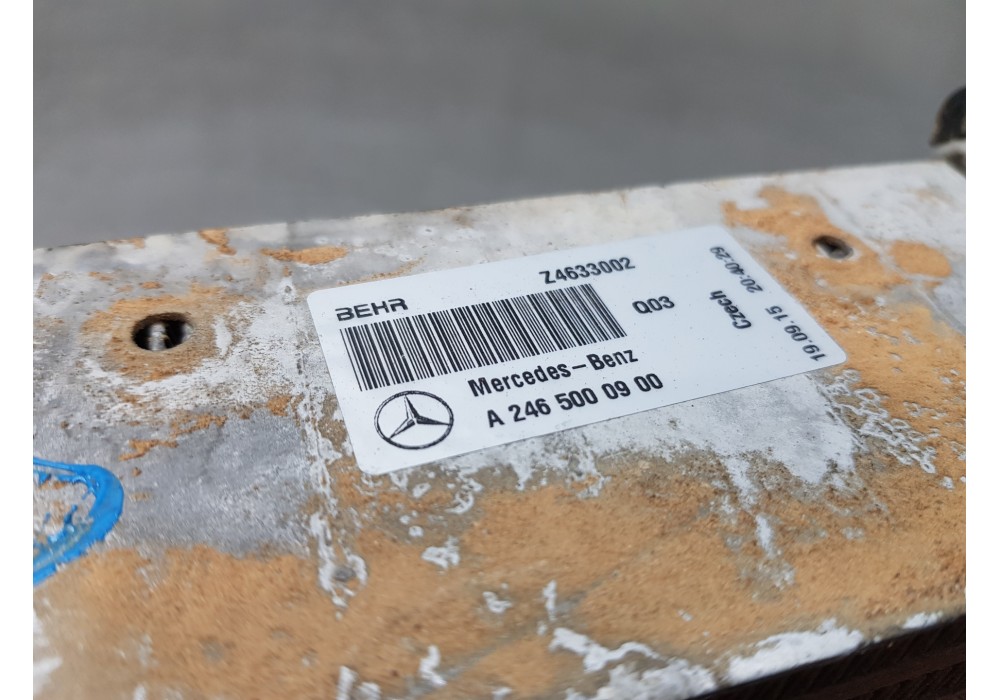 BEHR
Z4633002
Q03
Mercedes-Benz
A 246 500 09 00
Czech
19.09.15 20:40:29